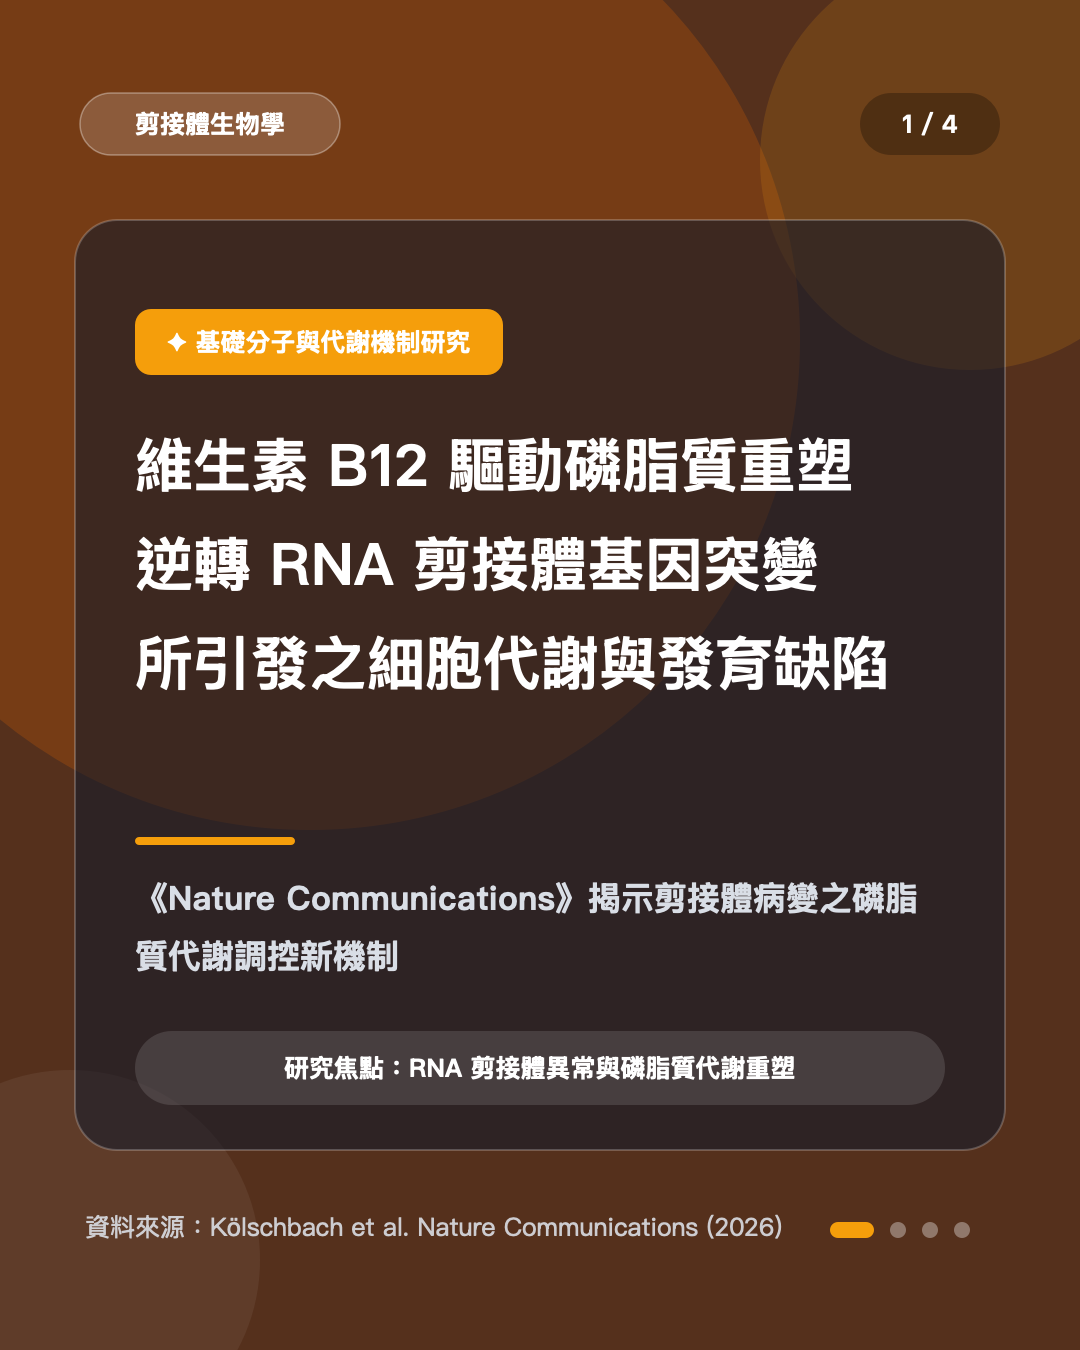 剪接體生物學
1 / 4
✦ 基礎分子與代謝機制研究
維生素 B12 驅動磷脂質重塑
逆轉 RNA 剪接體基因突變
所引發之細胞代謝與發育缺陷
《Nature Communications》揭示剪接體病變之磷脂
質代謝調控新機制
研究焦點：RNA 剪接體異常與磷脂質代謝重塑
資料來源：Kölschbach et al. Nature Communications (2026)